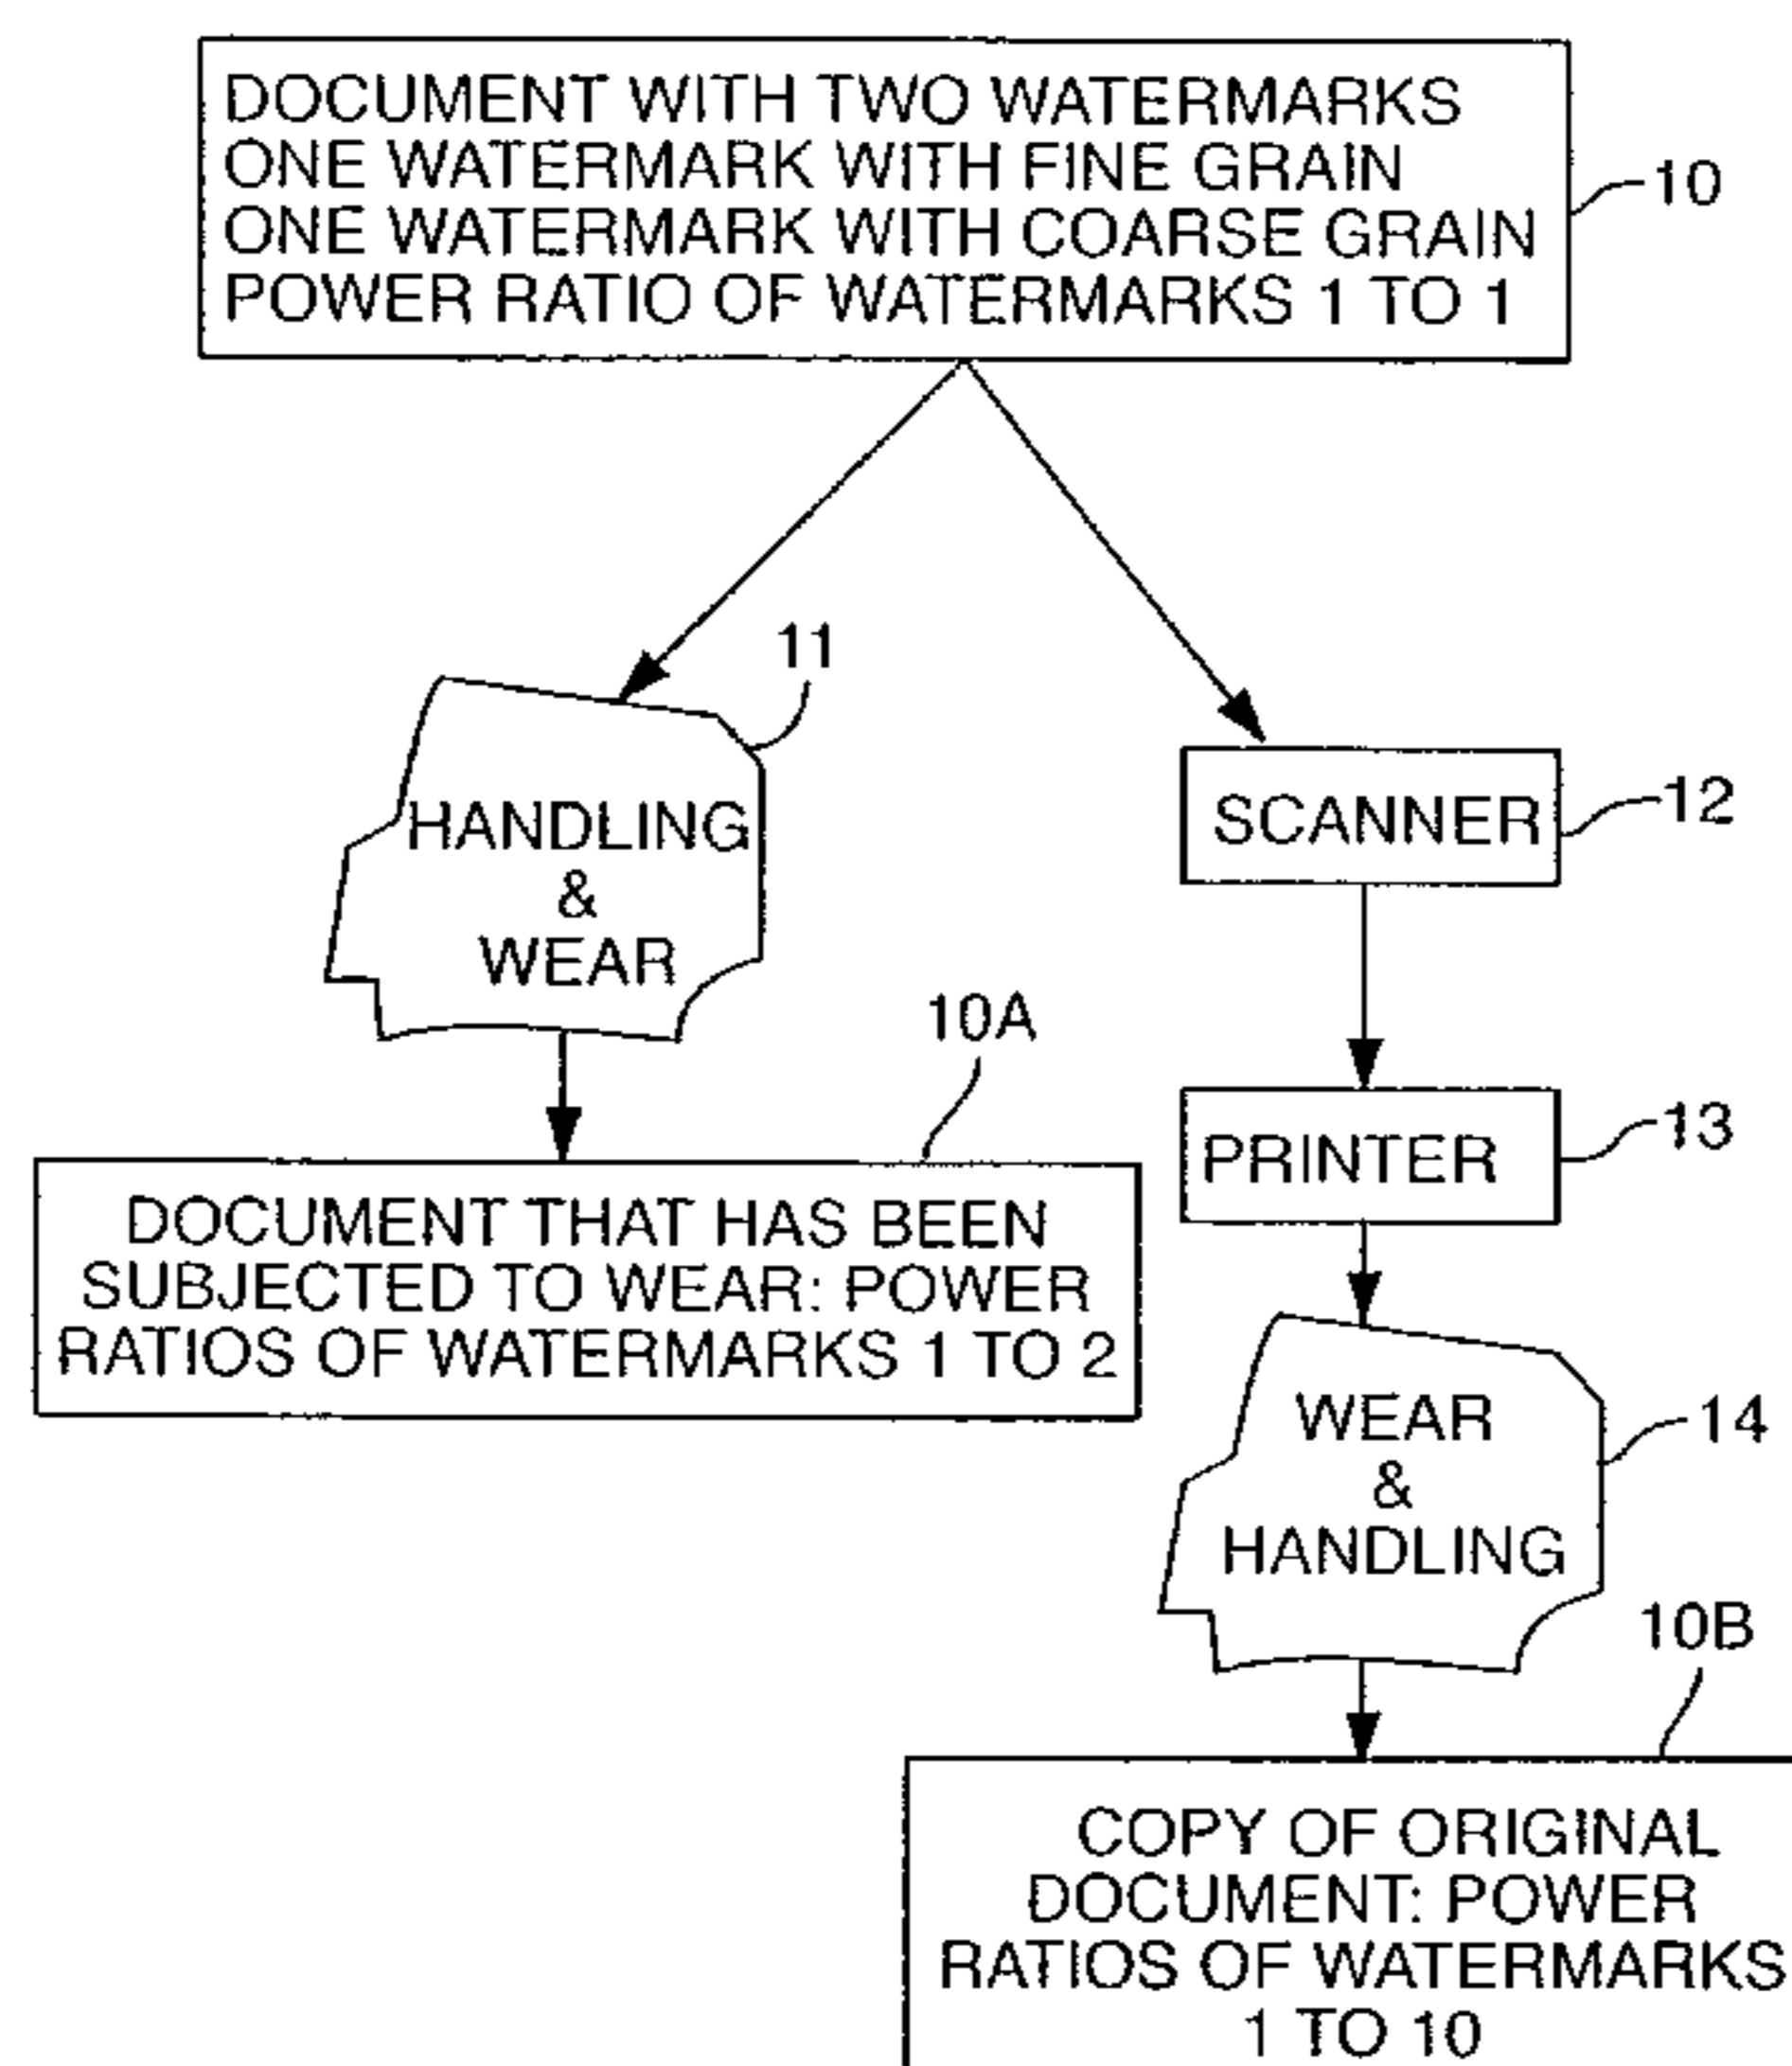 DOCUMENT WITH TWO WATERMARKS
ONE WATERMARK WITH FINE GRAIN
ONE WATERMARK WITH COARSE GRAIN
POWER RATIO OF WATERMARKS 1 TO 1
10
11
HANDLING
&
WEAR
12
SCANNER
10A
DOCUMENT THAT HAS BEEN
SUBJECTED TO WEAR: POWER
RATIOS OF WATERMARKS 1 TO 2
13
PRINTER
14
WEAR
&
HANDLING
10B
COPY OF ORIGINAL
DOCUMENT: POWER
RATIOS OF WATERMARKS
1 TO 10